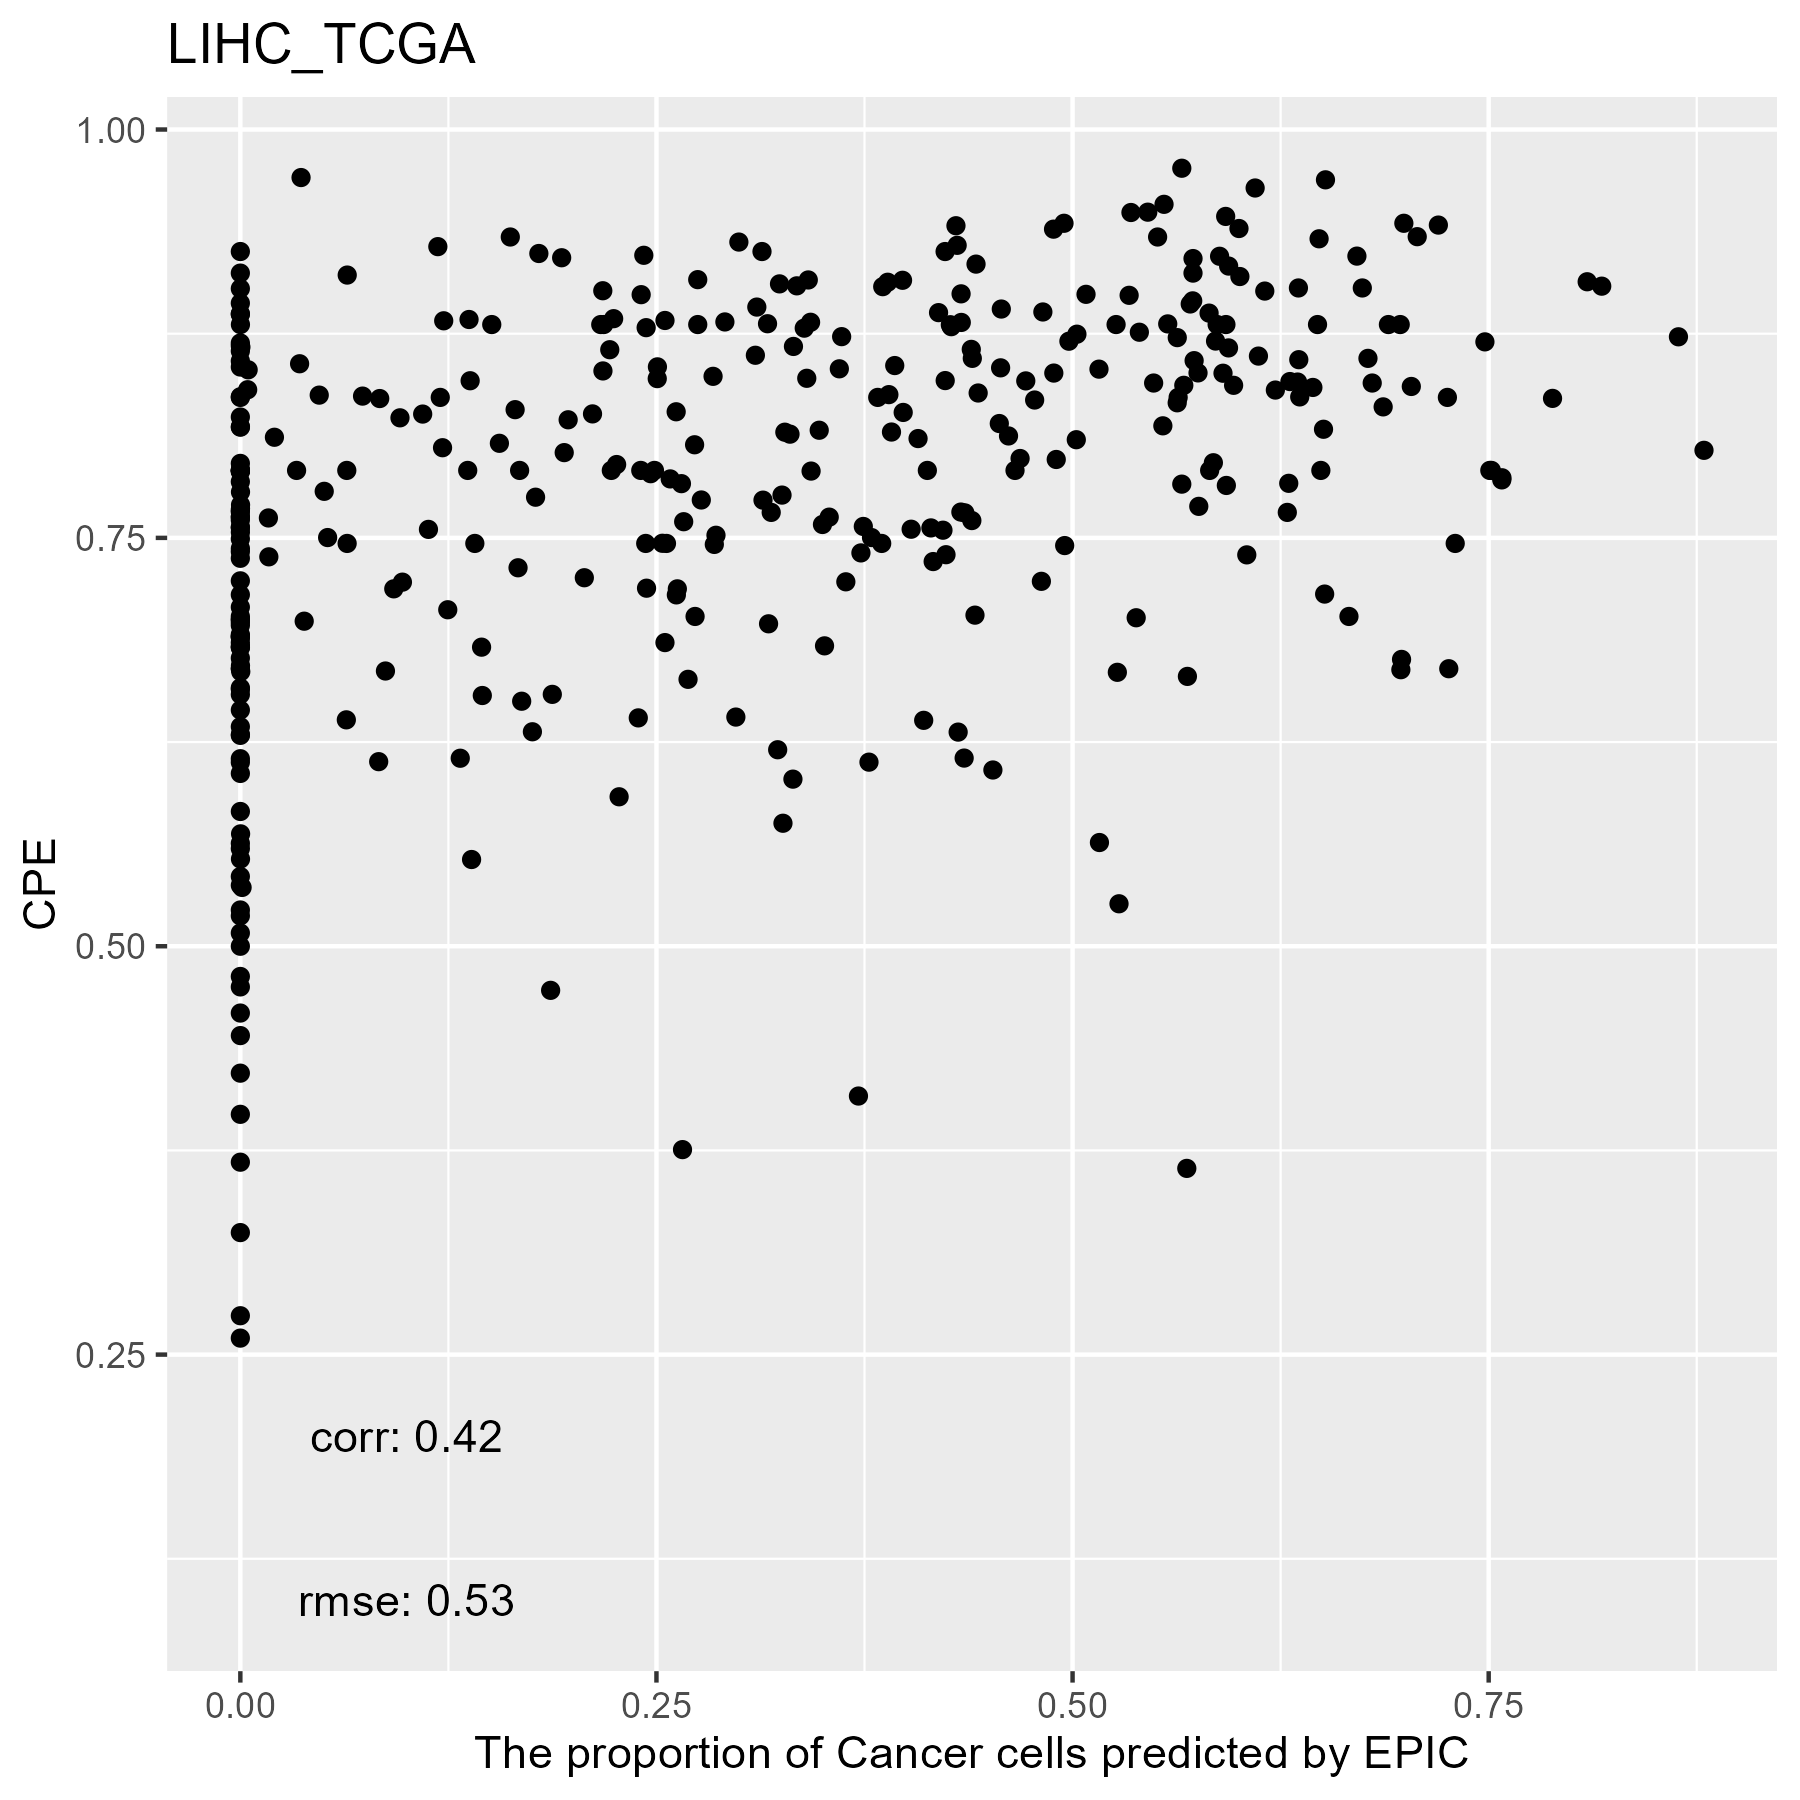 LIHC_TCGA
1.00
0.75
0.50
0.25
CPE
corr: 0.42
rmse: 0.53
0.00 0.25 0.50 0.75
The proportion of Cancer cells predicted by EPIC